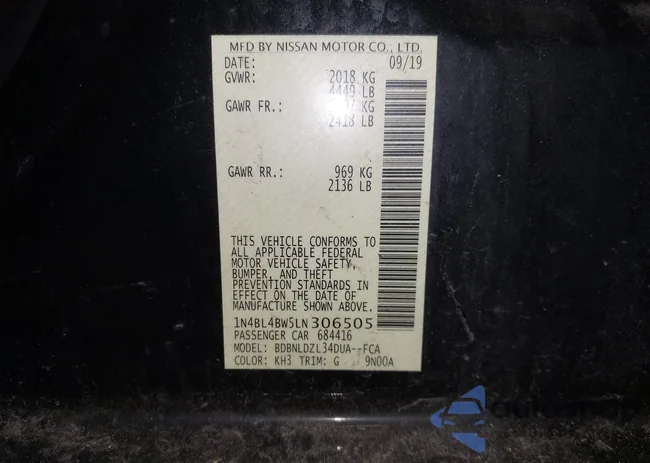 MFD BY NISSAN MOTOR CO., LTD.
DATE: 09/19
GVWR: 2018 KG
4449 LB
GAWR FR.: KG
2418 LB
GAWR RR.: 969 KG
2136 LB
THIS VEHICLE CONFORMS TO
ALL APPLICABLE FEDERAL
MOTOR VEHICLE SAFETY,
BUMPER, AND THEFT
PREVENTION STANDARDS IN
EFFECT ON THE DATE OF
MANUFACTURE SHOWN ABOVE.
1N4BL4BW5LN306505
PASSENGER CAR 684416
MODEL: BDBNLDZL34DUA--FCA
COLOR: KH3 TRIM: G 9N00A